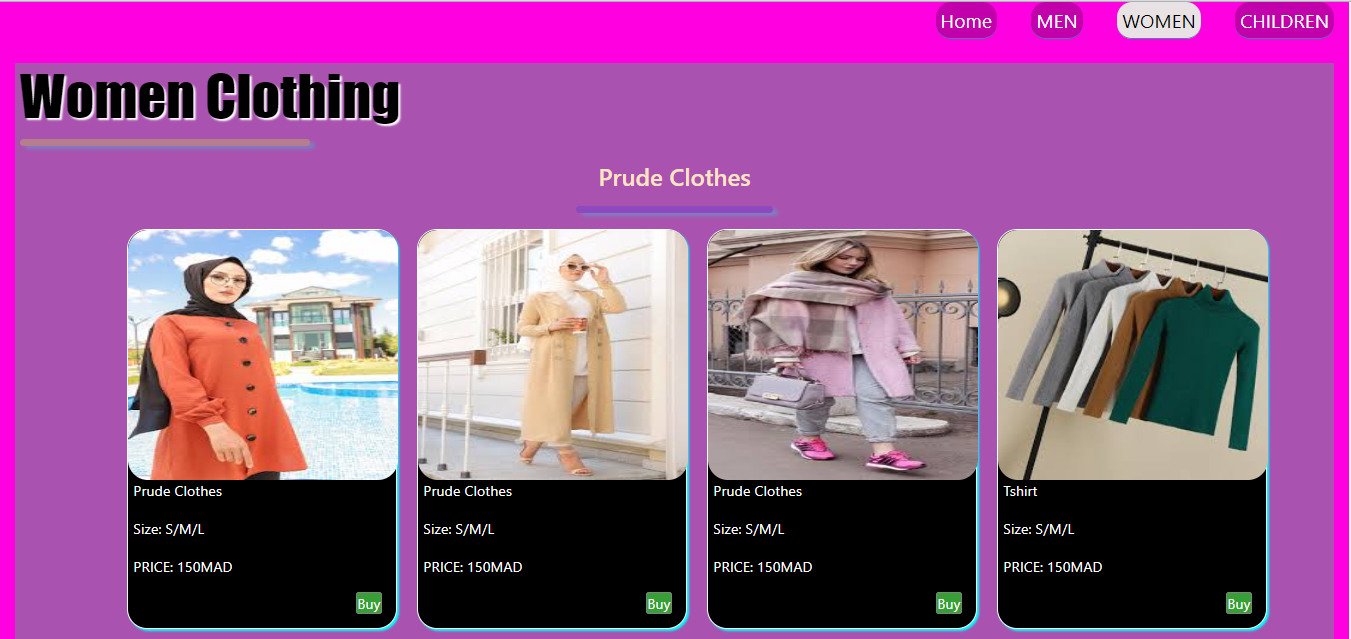 Home MEN WOMEN CHILDREN
Women Clothing
Prude Clothes
Prude Clothes
Size: S/M/L
PRICE: 150MAD
Buy
Prude Clothes
Size: S/M/L
PRICE: 150MAD
Buy
Prude Clothes
Size: S/M/L
PRICE: 150MAD
Buy
Tshirt
Size: S/M/L
PRICE: 150MAD
Buy